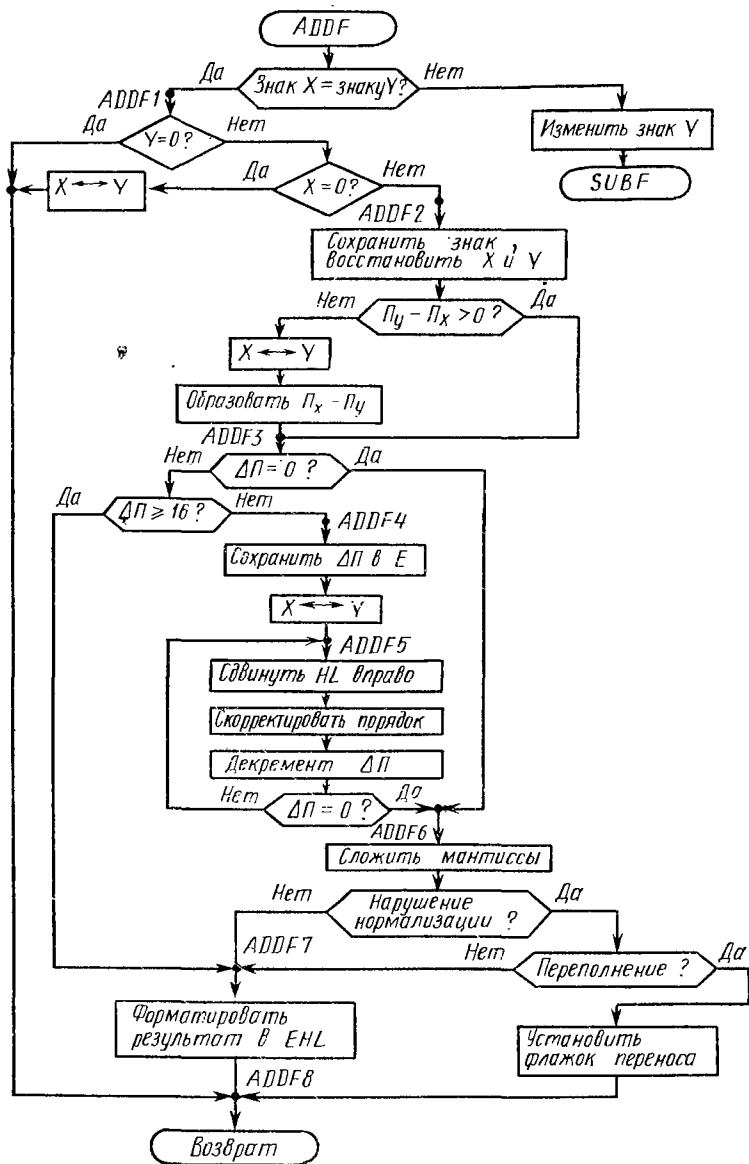 ADDF
Да
Знак X = знаку Y?
Нет
ADDF1
Да
Y=0?
Нет
Изменить знак Y
SUBF
X ↔ Y
Да
X=0?
Нет
ADDF2
Сохранить знак,
восстановить X и Y
Нет
Пy − Пx > 0 ?
Да
X ↔ Y
Образовать Пx − Пy
ADDF3
Нет
ΔП = 0 ?
Да
Да
ΔП ⩾ 16 ?
Нет
ADDF4
Сохранить ΔП в E
X ↔ Y
ADDF5
Сдвинуть HL вправо
Скорректировать порядок
Декремент ΔП
Нет
ΔП = 0 ?
Да
ADDF6
Сложить мантиссы
Нет
Нарушение
нормализации ?
Да
ADDF7
Нет
Переполнение ?
Да
Форматировать
результат в EHL
Установить
флажок переноса
ADDF8
Возврат